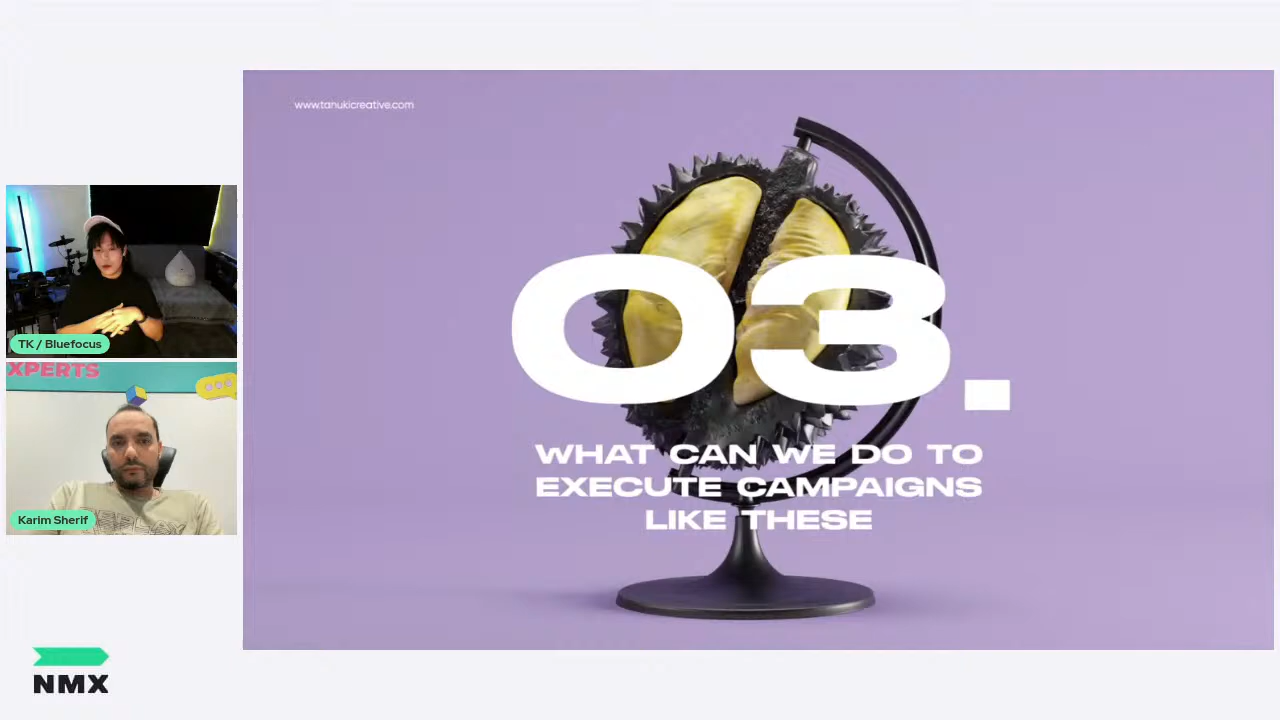 www.tanukicreative.com
03.
WHAT CAN WE DO TO
EXECUTE CAMPAIGNS
LIKE THESE
TK / Bluefocus
XPERTS
Karim Sherif
NMX